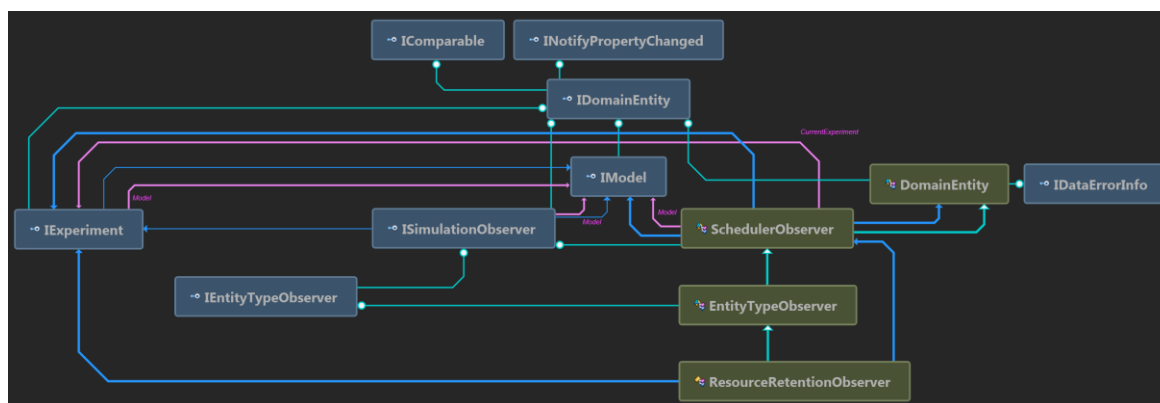 IComparable
INotifyPropertyChanged
IDomainEntity
CurrentExperiment
IModel
DomainEntity
IDataErrorInfo
Model
Model
Model
IExperiment
ISimulationObserver
SchedulerObserver
IEntityTypeObserver
EntityTypeObserver
ResourceRetentionObserver